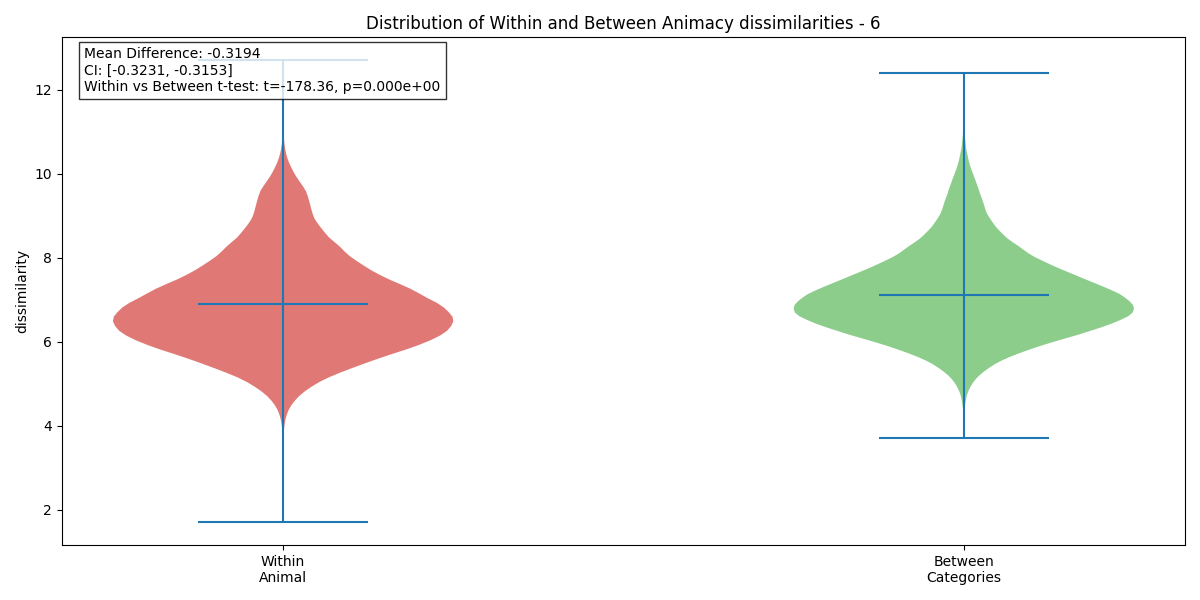 Distribution of Within and Between Animacy dissimilarities - 6
Mean Difference: -0.3194
CI: [-0.3231, -0.3153]
Within vs Between t-test: t=-178.36, p=0.000e+00
dissimilarity
12
10
8
6
4
2
Within
Animal
Between
Categories